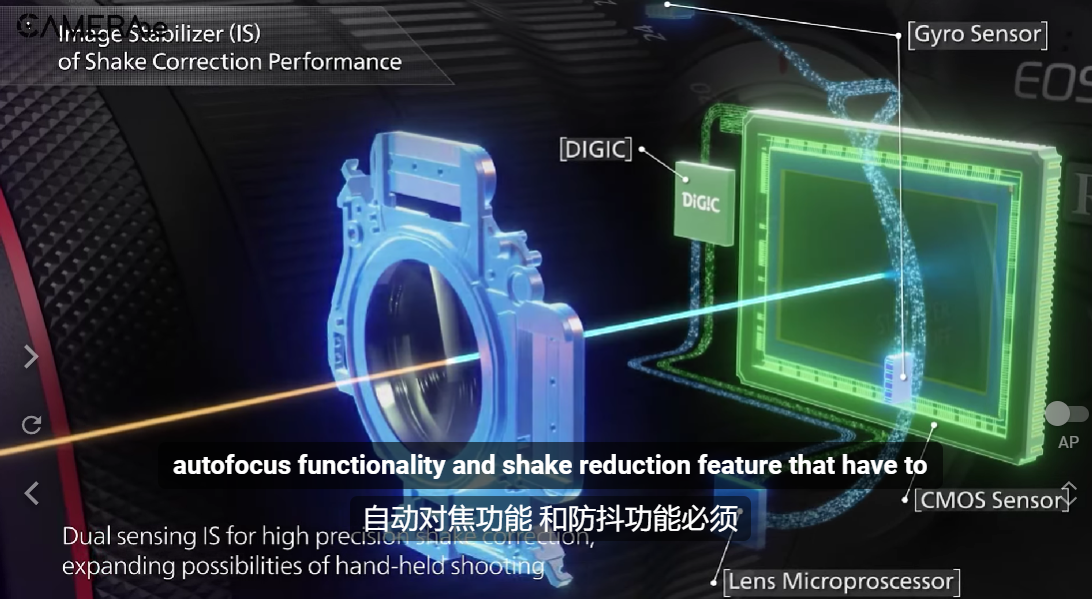 CAMERA
Image Stabilizer (IS)
of Shake Correction Performance
[Gyro Sensor]
EOS
[DIGIC]
DIGIC
autofocus functionality and shake reduction feature that have to
自动对焦功能 和防抖功能必须
AP
[CMOS Sensor]
Dual sensing IS for high precision shake correction,
expanding possibilities of hand-held shooting
[Lens Microproscessor]